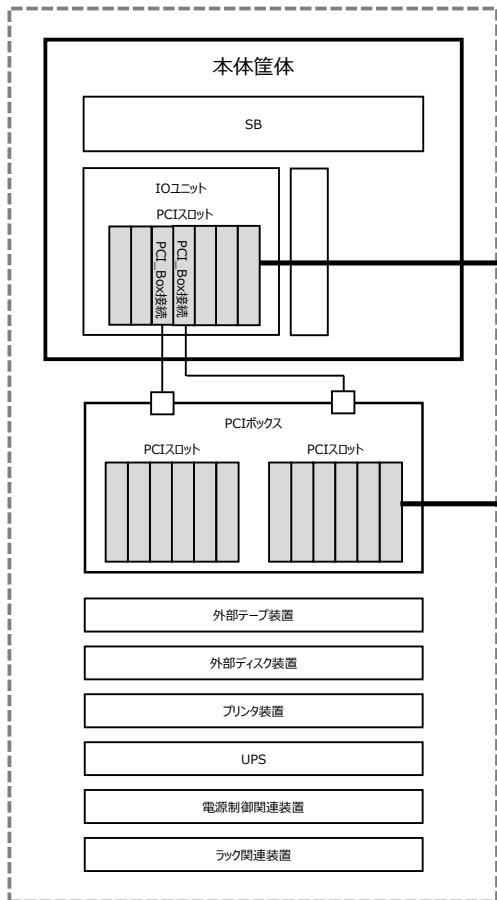 本体筐体
SB
IOユニット
PCIスロット
PCI_Box接続
PCI_Box接続
PCIボックス
PCIスロット
PCIスロット
外部テープ装置
外部ディスク装置
プリンタ装置
UPS
電源制御関連装置
ラック関連装置